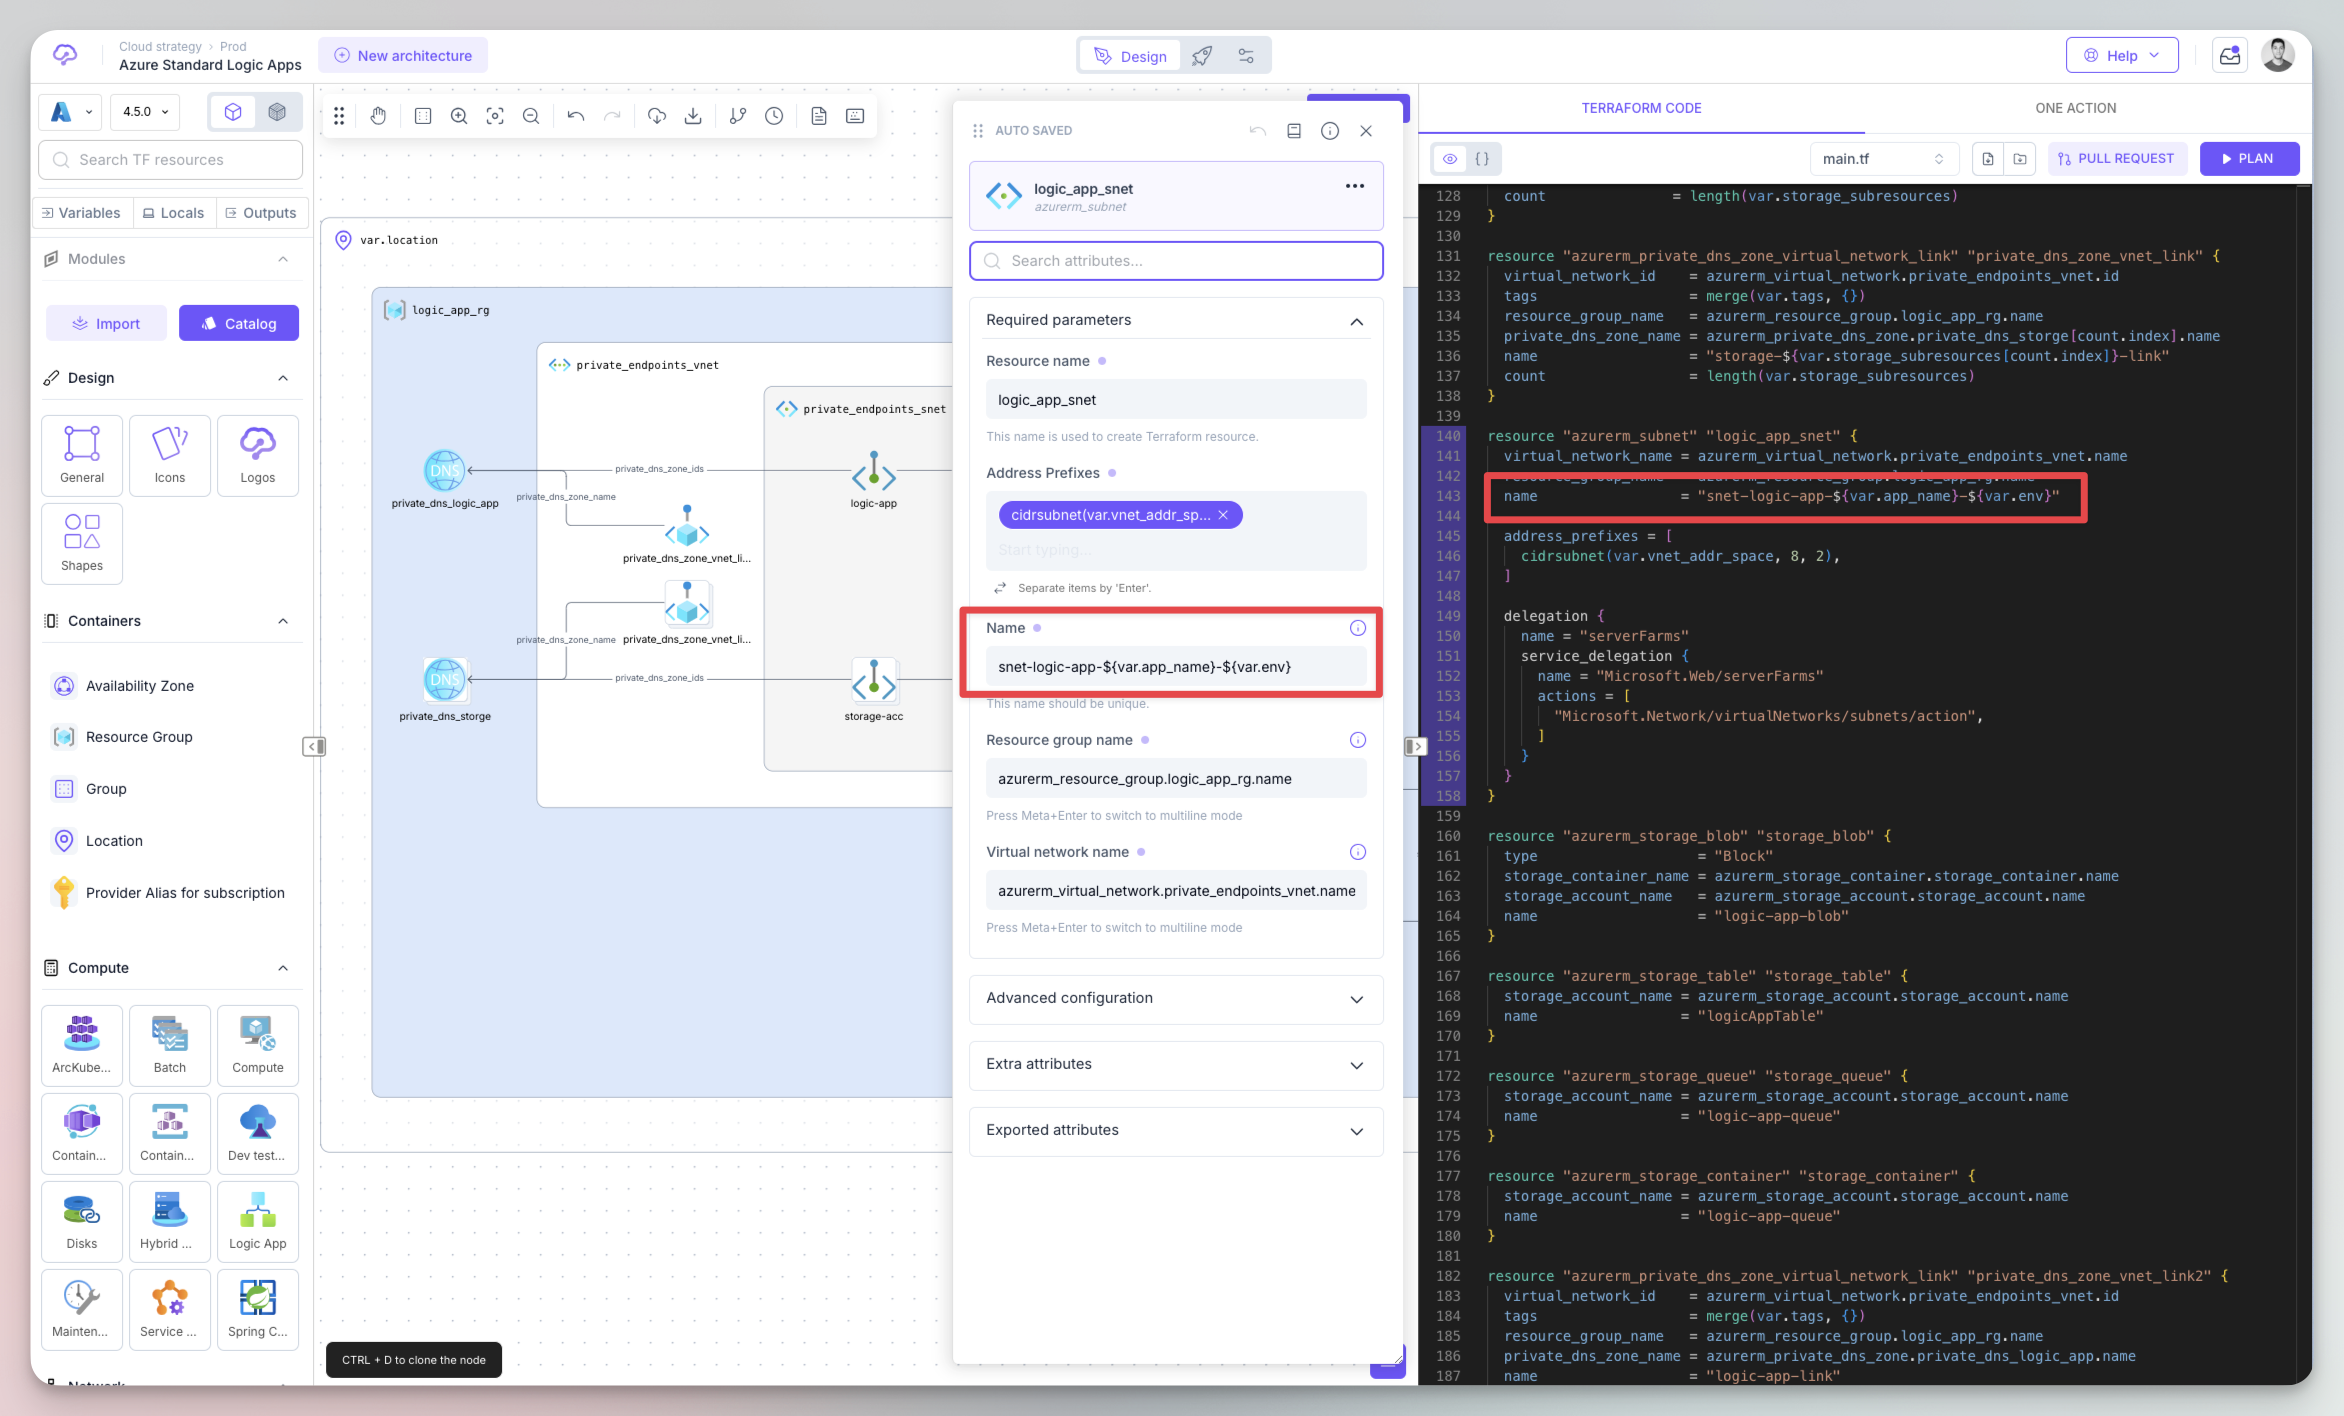 Cloud strategy › Prod
Azure Standard Logic Apps
New architecture
Design
Help
4.5.0
Search TF resources
Variables
Locals
Outputs
Modules
Import
Catalog
Design
General
Icons
Logos
Shapes
Containers
Availability Zone
Resource Group
Group
Location
Provider Alias for subscription
Compute
ArcKube...
Batch
Compute
Contain...
Contain...
Dev test...
Disks
Hybrid ...
Logic App
Mainten...
Service ...
Spring C...
Network
var.location
logic_app_rg
private_endpoints_vnet
private_endpoints_snet
DNS
private_dns_logic_app
private_dns_zone_ids
private_dns_zone_name
logic-app
private_dns_zone_vnet_li...
private_dns_zone_name
private_dns_zone_vnet_li...
DNS
private_dns_storge
private_dns_zone_ids
storage-acc
CTRL + D to clone the node
AUTO SAVED
logic_app_snet
azurerm_subnet
Search attributes...
Required parameters
Resource name
logic_app_snet
This name is used to create Terraform resource.
Address Prefixes
cidrsubnet(var.vnet_addr_sp...
Start typing...
Separate items by 'Enter'.
Name
snet-logic-app-${var.app_name}-${var.env}
This name should be unique.
Resource group name
azurerm_resource_group.logic_app_rg.name
Press Meta+Enter to switch to multiline mode
Virtual network name
azurerm_virtual_network.private_endpoints_vnet.name
Press Meta+Enter to switch to multiline mode
Advanced configuration
Extra attributes
Exported attributes
TERRAFORM CODE
ONE ACTION
{ }
main.tf
PULL REQUEST
PLAN
128 count = length(var.storage_subresources)
129 }
130
131 resource "azurerm_private_dns_zone_virtual_network_link" "private_dns_zone_vnet_link" {
132 virtual_network_id = azurerm_virtual_network.private_endpoints_vnet.id
133 tags = merge(var.tags, {})
134 resource_group_name = azurerm_resource_group.logic_app_rg.name
135 private_dns_zone_name = azurerm_private_dns_zone.private_dns_storge[count.index].name
136 name = "storage-${var.storage_subresources[count.index]}-link"
137 count = length(var.storage_subresources)
138 }
139
140 resource "azurerm_subnet" "logic_app_snet" {
141 virtual_network_name = azurerm_virtual_network.private_endpoints_vnet.name
142 resource_group_name = azurerm_resource_group.logic_app_rg.name
143 name = "snet-logic-app-${var.app_name}-${var.env}"
144
145 address_prefixes = [
146 cidrsubnet(var.vnet_addr_space, 8, 2),
147 ]
148
149 delegation {
150 name = "serverFarms"
151 service_delegation {
152 name = "Microsoft.Web/serverFarms"
153 actions = [
154 "Microsoft.Network/virtualNetworks/subnets/action",
155 ]
156 }
157 }
158 }
159
160 resource "azurerm_storage_blob" "storage_blob" {
161 type = "Block"
162 storage_container_name = azurerm_storage_container.storage_container.name
163 storage_account_name = azurerm_storage_account.storage_account.name
164 name = "logic-app-blob"
165 }
166
167 resource "azurerm_storage_table" "storage_table" {
168 storage_account_name = azurerm_storage_account.storage_account.name
169 name = "logicAppTable"
170 }
171
172 resource "azurerm_storage_queue" "storage_queue" {
173 storage_account_name = azurerm_storage_account.storage_account.name
174 name = "logic-app-queue"
175 }
176
177 resource "azurerm_storage_container" "storage_container" {
178 storage_account_name = azurerm_storage_account.storage_account.name
179 name = "logic-app-queue"
180 }
181
182 resource "azurerm_private_dns_zone_virtual_network_link" "private_dns_zone_vnet_link2" {
183 virtual_network_id = azurerm_virtual_network.private_endpoints_vnet.id
184 tags = merge(var.tags, {})
185 resource_group_name = azurerm_resource_group.logic_app_rg.name
186 private_dns_zone_name = azurerm_private_dns_zone.private_dns_logic_app.name
187 name = "logic-app-link"